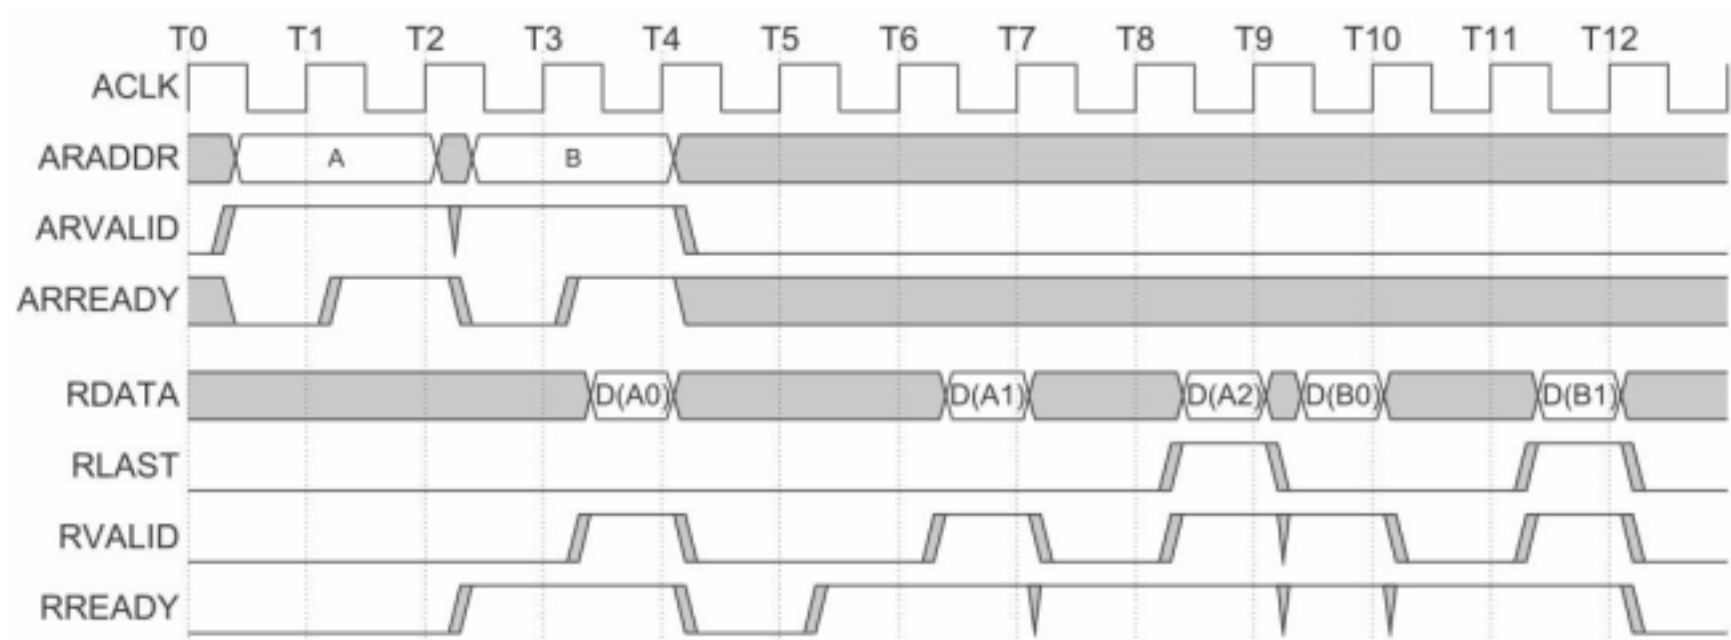 T0 T1 T2 T3 T4 T5 T6 T7 T8 T9 T10 T11 T12
ACLK
ARADDR A B
ARVALID
ARREADY
RDATA D(A0) D(A1) D(A2) D(B0) D(B1)
RLAST
RVALID
RREADY